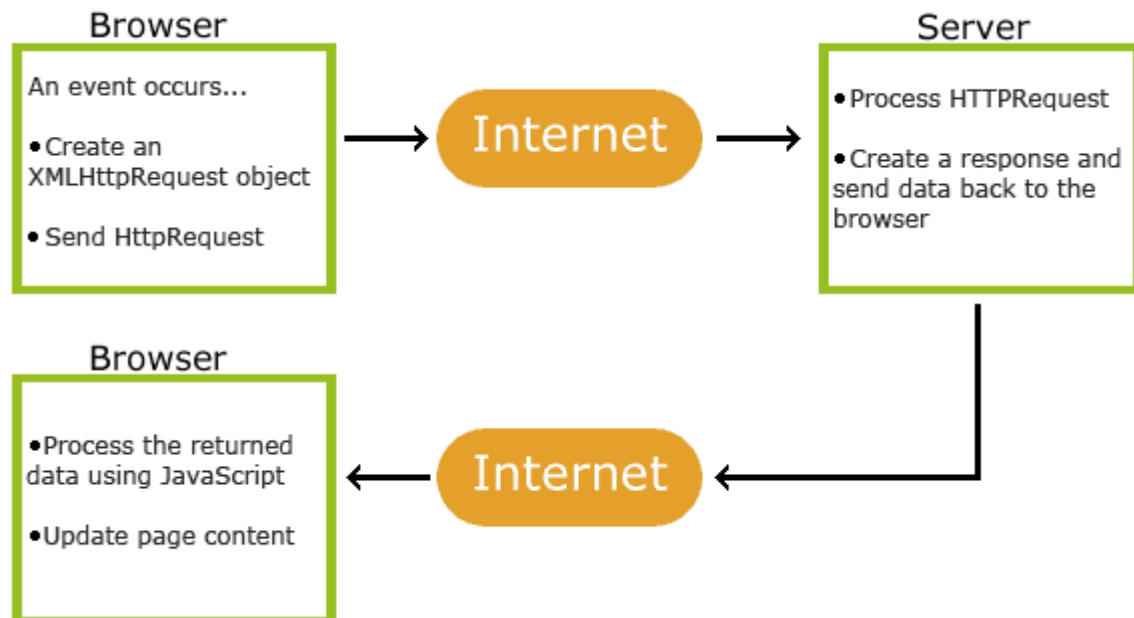 Browser
An event occurs...
•Create an
XMLHttpRequest object
• Send HttpRequest
Internet
Server
•Process HTTPRequest
•Create a response and
send data back to the
browser
Browser
•Process the returned
data using JavaScript
•Update page content
Internet